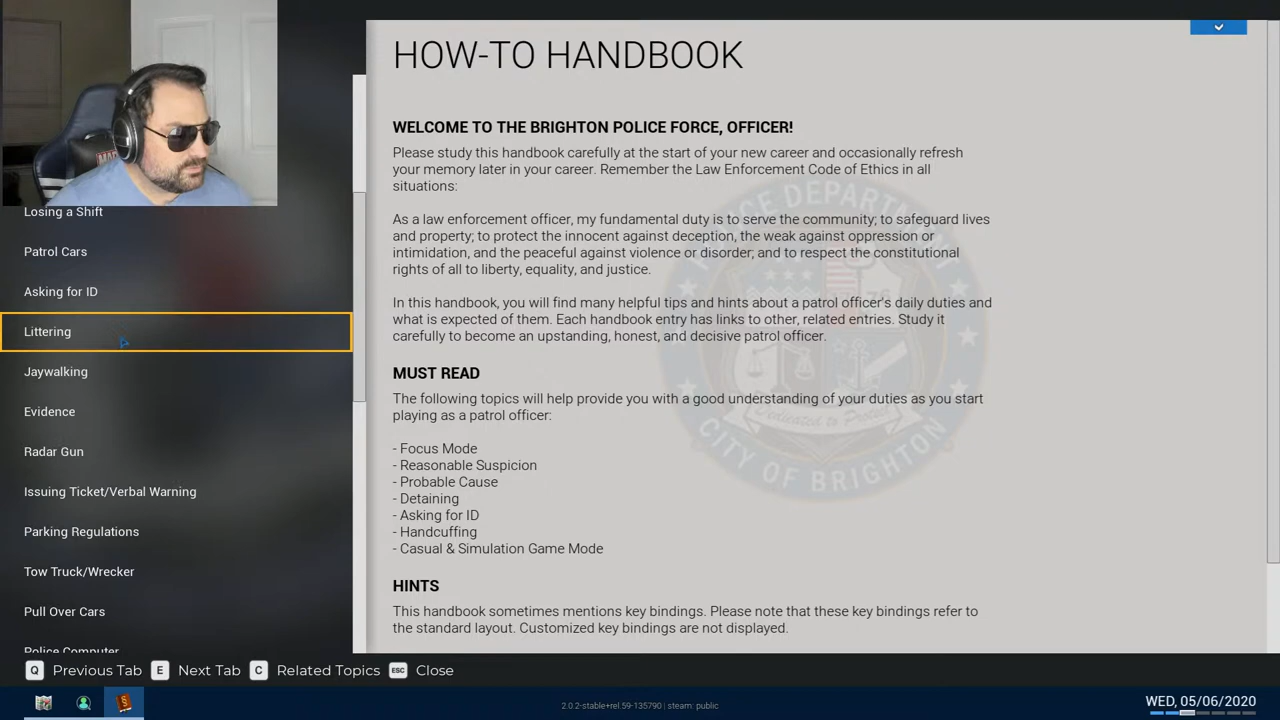 HOW-TO HANDBOOK
WELCOME TO THE BRIGHTON POLICE FORCE, OFFICER!
Please study this handbook carefully at the start of your new career and occasionally refresh
your memory later in your career. Remember the Law Enforcement Code of Ethics in all
situations:
As a law enforcement officer, my fundamental duty is to serve the community; to safeguard lives
and property; to protect the innocent against deception, the weak against oppression or
intimidation, and the peaceful against violence or disorder; and to respect the constitutional
rights of all to liberty, equality, and justice.
In this handbook, you will find many helpful tips and hints about a patrol officer's daily duties and
what is expected of them. Each handbook entry has links to other, related entries. Study it
carefully to become an upstanding, honest, and decisive patrol officer.
MUST READ
The following topics will help provide you with a good understanding of your duties as you start
playing as a patrol officer:
- Focus Mode
- Reasonable Suspicion
- Probable Cause
- Detaining
- Asking for ID
- Handcuffing
- Casual & Simulation Game Mode
HINTS
This handbook sometimes mentions key bindings. Please note that these key bindings refer to
the standard layout. Customized key bindings are not displayed.
POLICE DEPARTMENT
Dedicated to Protect
CITY OF BRIGHTON
Losing a Shift
Patrol Cars
Asking for ID
Littering
Jaywalking
Evidence
Radar Gun
Issuing Ticket/Verbal Warning
Parking Regulations
Tow Truck/Wrecker
Pull Over Cars
Police Computer
Q Previous Tab E Next Tab C Related Topics ESC Close
2.0.2-stable+rel.59-135790 | steam: public
WED, 05/06/2020